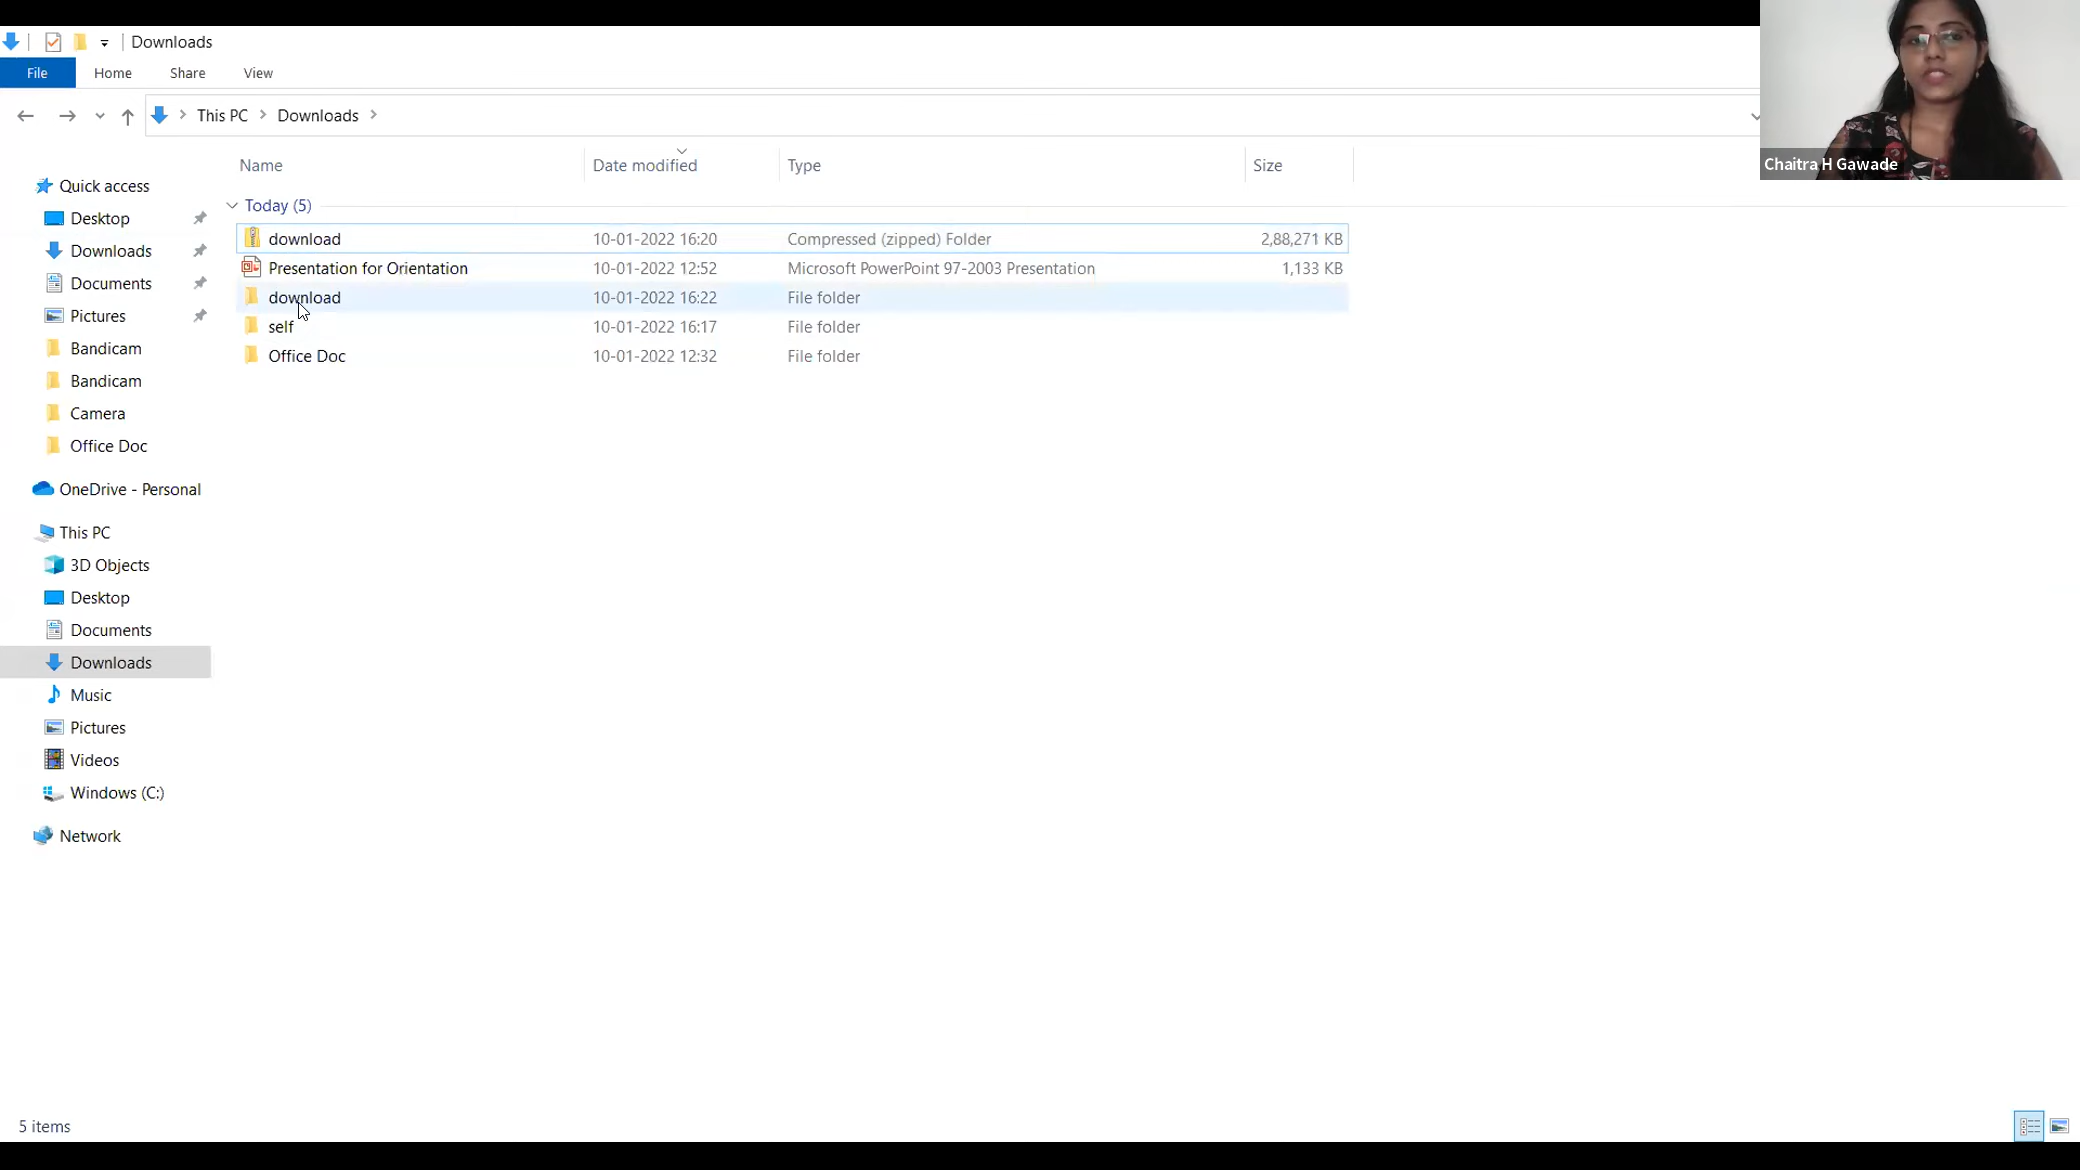 Downloads
File Home Share View
This PC Downloads
Chaitra H Gawade
Name Date modified Type Size
Quick access
Desktop
Downloads
Documents
Pictures
Bandicam
Bandicam
Camera
Office Doc
OneDrive - Personal
This PC
3D Objects
Desktop
Documents
Downloads
Music
Pictures
Videos
Windows (C:)
Network
Today (5)
download 10-01-2022 16:20 Compressed (zipped) Folder 2,88,271 KB
Presentation for Orientation 10-01-2022 12:52 Microsoft PowerPoint 97-2003 Presentation 1,133 KB
download 10-01-2022 16:22 File folder
self 10-01-2022 16:17 File folder
Office Doc 10-01-2022 12:32 File folder
5 items